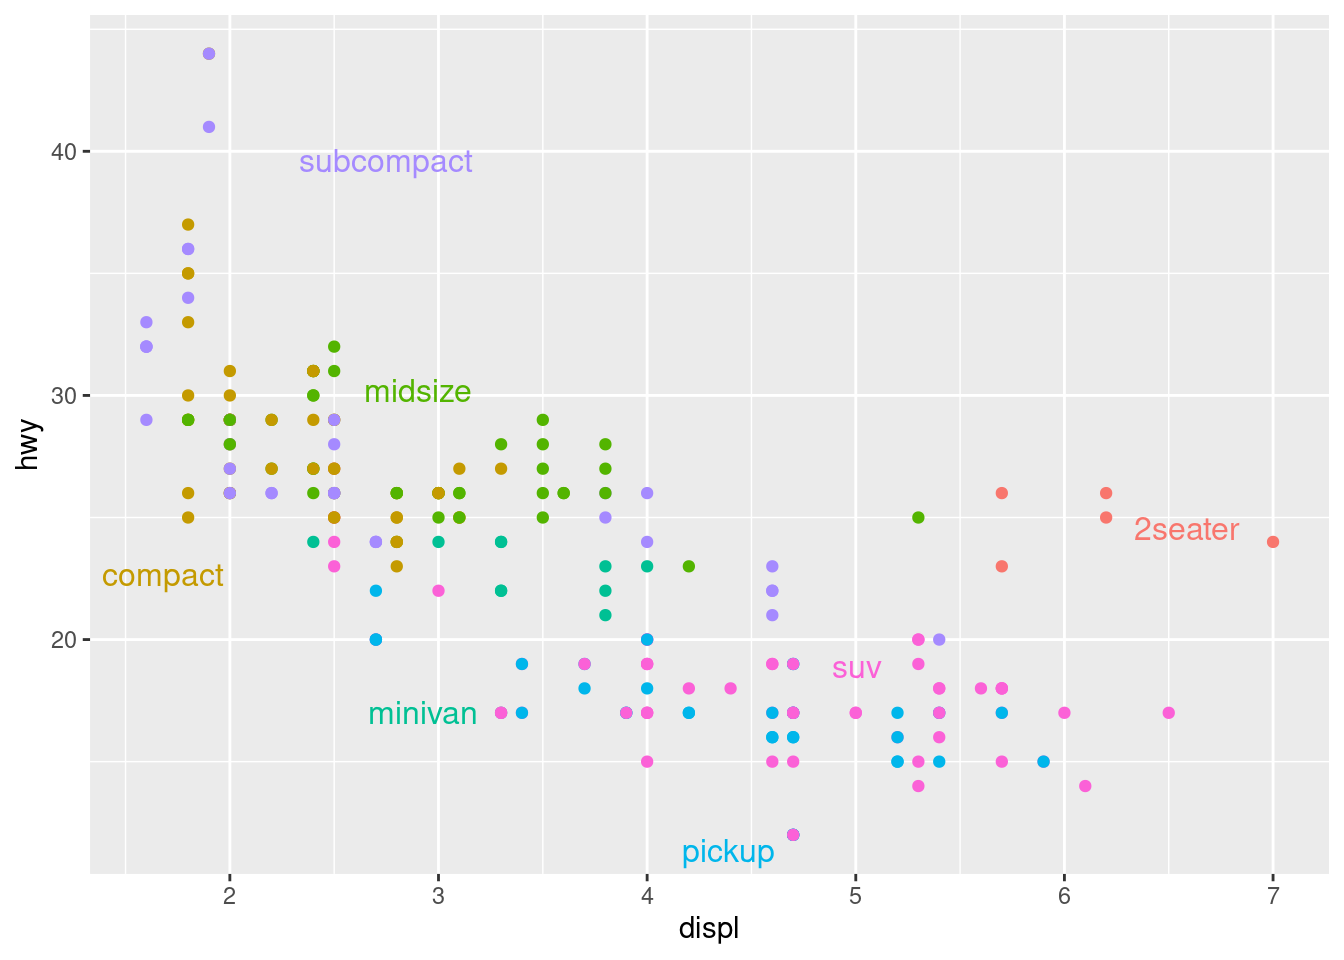 40
subcompact
midsize
30
hwy
2seater
compact
20
suv
minivan
pickup
2 3 4 5 6 7
displ